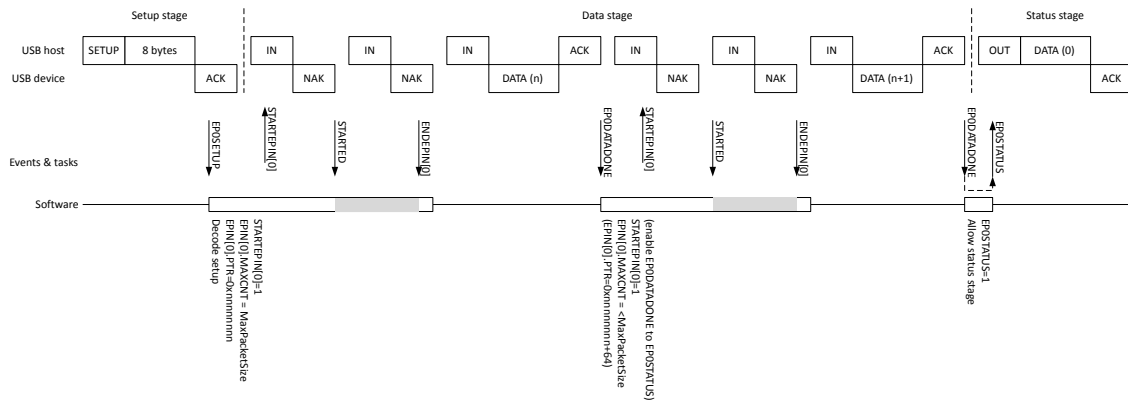 Setup stage
Data stage
Status stage
USB host
SETUP
8 bytes
IN
IN
IN
ACK
IN
IN
IN
ACK
OUT
DATA (0)
USB device
ACK
NAK
NAK
DATA (n)
NAK
NAK
DATA (n+1)
ACK
Events & tasks
EP0SETUP
STARTEPIN[0]
STARTED
ENDEPIN[0]
EP0DATADONE
STARTEPIN[0]
STARTED
ENDEPIN[0]
EP0DATADONE
EP0STATUS
Software
STARTEPIN[0]=1
EPIN[0].MAXCNT = MaxPacketSize
EPIN[0].PTR=0xnnnnnnnn
Decode setup
(enable EP0DATADONE to EP0STATUS)
STARTEPIN[0]=1
EPIN[0].MAXCNT = <MaxPacketSize
(EPIN[0].PTR=0xnnnnnnnn+64)
EP0STATUS=1
Allow status stage